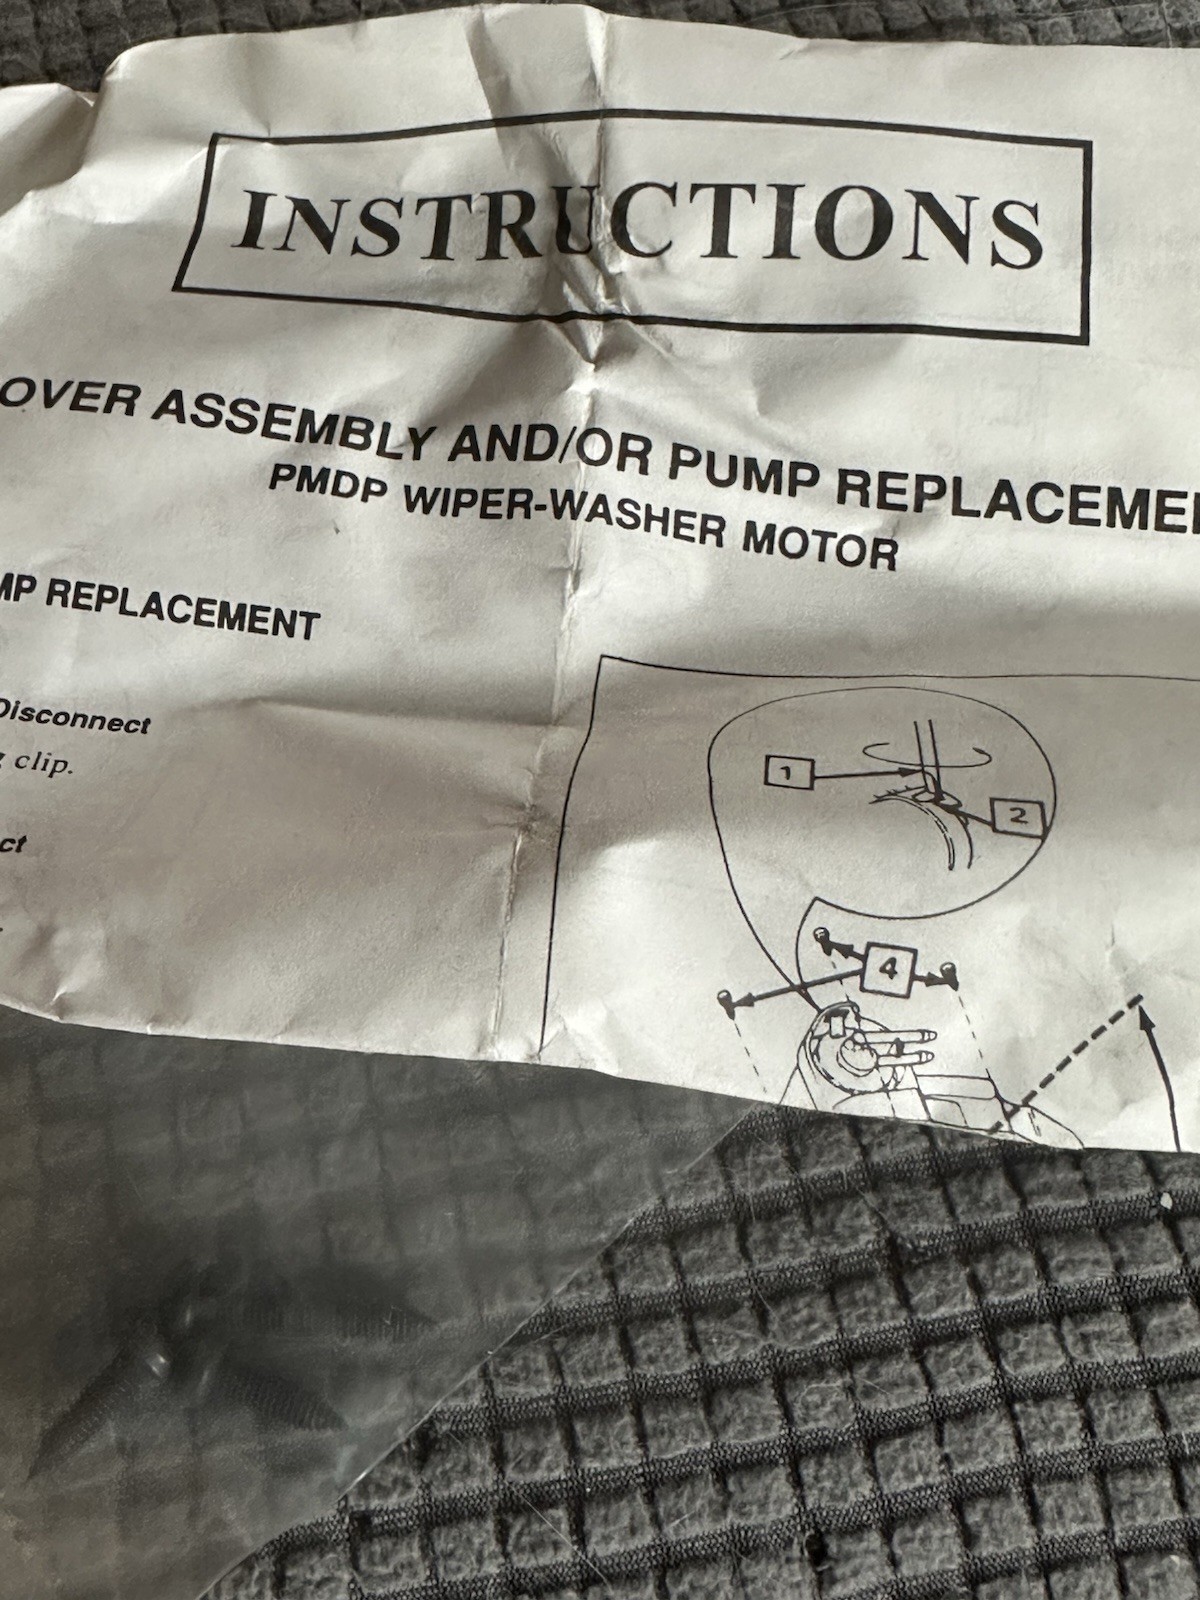 INSTRUCTIONS
OVER ASSEMBLY AND/OR PUMP REPLACEME
PMDP WIPER-WASHER MOTOR
MP REPLACEMENT
Disconnect
clip.
ct
1
2
4